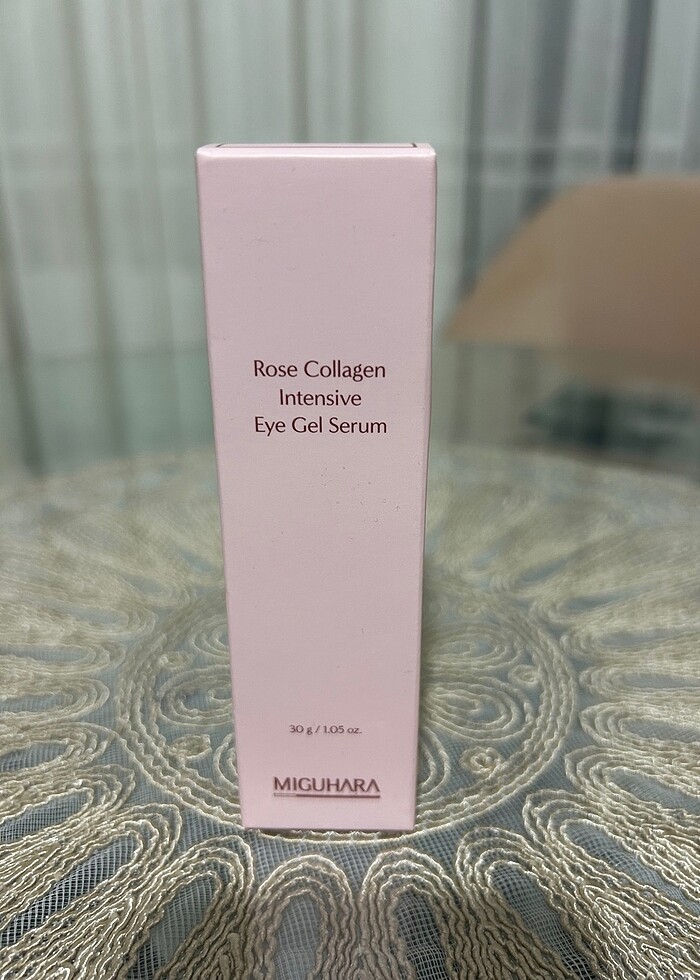 Rose Collagen
Intensive
Eye Gel Serum
30 g / 1.05 oz.
MIGUHARA